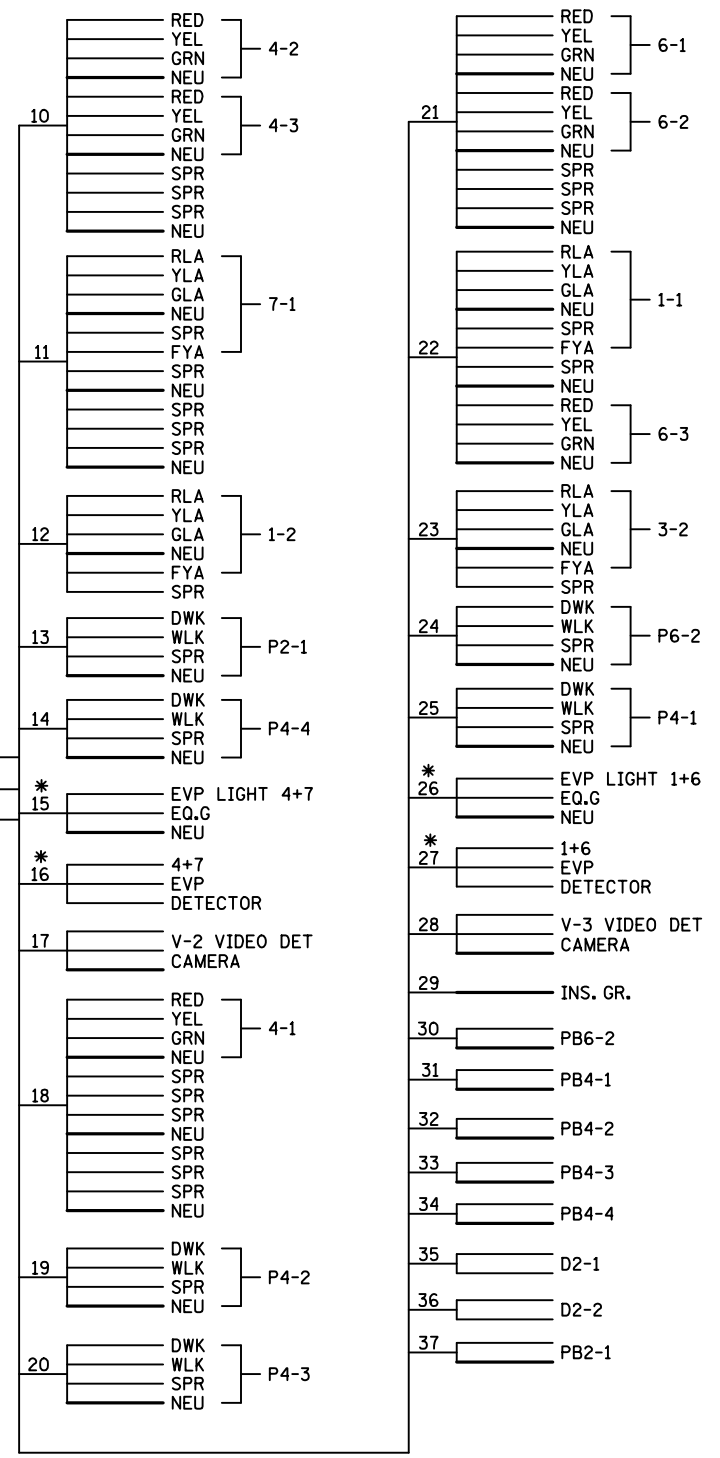 10
RED
YEL
GRN
NEU
4-2
RED
YEL
GRN
NEU
4-3
SPR
SPR
SPR
NEU
11
RLA
YLA
GLA
NEU
SPR
FYA
7-1
SPR
NEU
SPR
SPR
SPR
NEU
12
RLA
YLA
GLA
NEU
FYA
1-2
SPR
13
DWK
WLK
SPR
NEU
P2-1
14
DWK
WLK
SPR
NEU
P4-4
*
15
EVP LIGHT 4+7
EQ.G
NEU
*
16
4+7
EVP
DETECTOR
17
V-2 VIDEO DET
CAMERA
18
RED
YEL
GRN
NEU
4-1
SPR
SPR
SPR
NEU
SPR
SPR
SPR
NEU
19
DWK
WLK
SPR
NEU
P4-2
20
DWK
WLK
SPR
NEU
P4-3
21
RED
YEL
GRN
NEU
6-1
RED
YEL
GRN
NEU
6-2
SPR
SPR
SPR
NEU
22
RLA
YLA
GLA
NEU
SPR
FYA
1-1
SPR
NEU
RED
YEL
GRN
NEU
6-3
23
RLA
YLA
GLA
NEU
FYA
3-2
SPR
24
DWK
WLK
SPR
NEU
P6-2
25
DWK
WLK
SPR
NEU
P4-1
*
26
EVP LIGHT 1+6
EQ.G
NEU
*
27
1+6
EVP
DETECTOR
28
V-3 VIDEO DET
CAMERA
29
INS. GR.
30
PB6-2
31
PB4-1
32
PB4-2
33
PB4-3
34
PB4-4
35
D2-1
36
D2-2
37
PB2-1